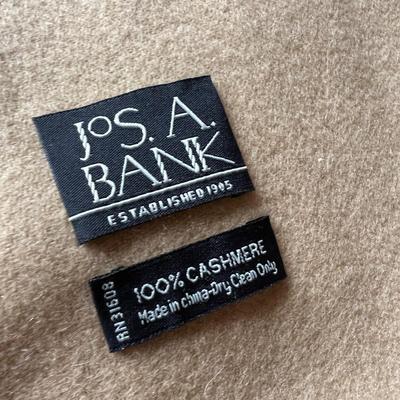 JOS. A.
BANK
ESTABLISHED 1905
100% CASHMERE
Made in china-Dry Clean Only
RN31608